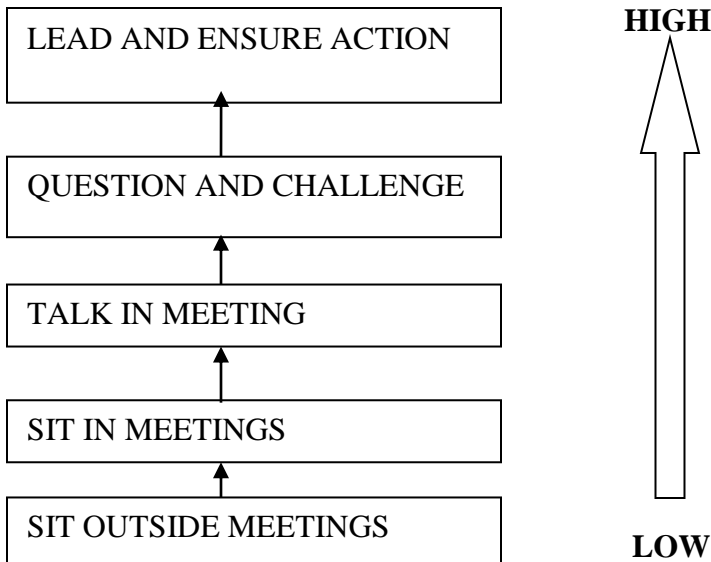 HIGH
LEAD AND ENSURE ACTION
QUESTION AND CHALLENGE
TALK IN MEETING
SIT IN MEETINGS
SIT OUTSIDE MEETINGS
LOW